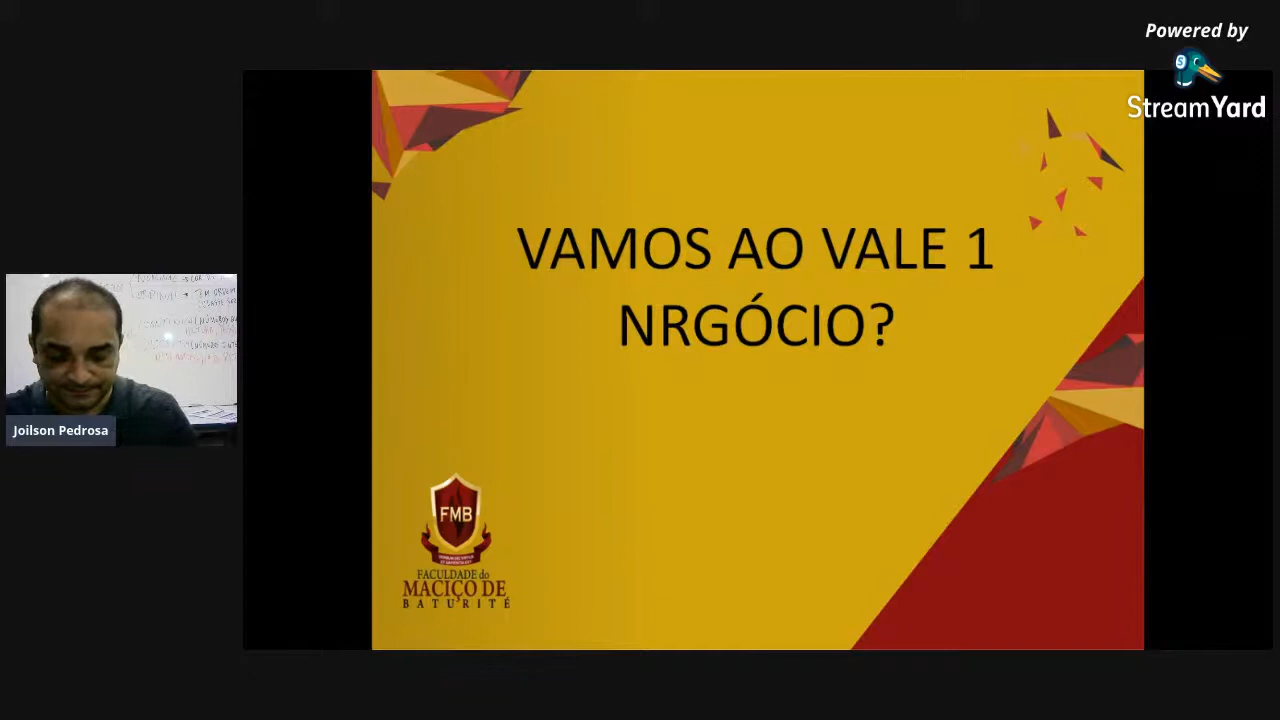 Powered by
StreamYard
VAMOS AO VALE 1
NRGÓCIO?
Joilson Pedrosa
FMB
FACULDADE do
MACIÇO DE
BATURITÉ